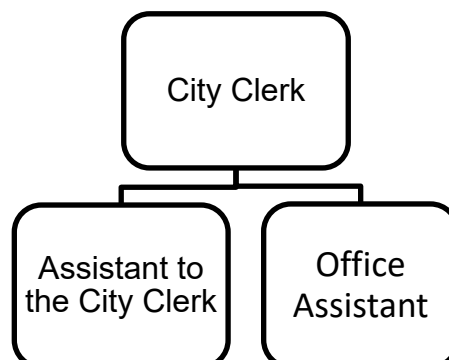 City Clerk
Assistant to
the City Clerk
Office
Assistant